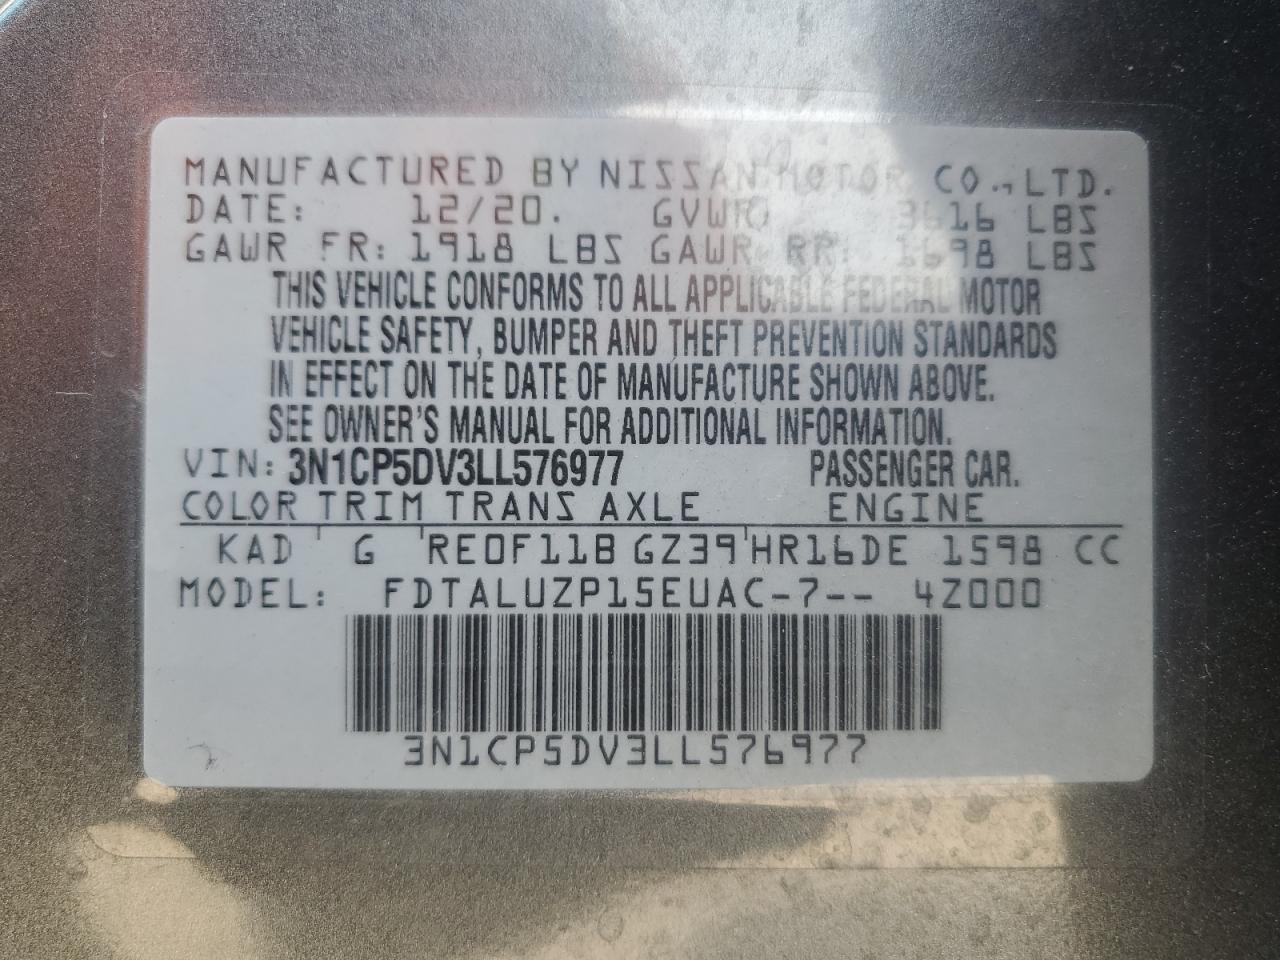 MANUFACTURED BY NISSAN MOTOR CO., LTD.
DATE: 12/20. GVWR 3616 LBS
GAWR FR: 1918 LBS GAWR RR: 1698 LBS
THIS VEHICLE CONFORMS TO ALL APPLICABLE FEDERAL MOTOR
VEHICLE SAFETY, BUMPER AND THEFT PREVENTION STANDARDS
IN EFFECT ON THE DATE OF MANUFACTURE SHOWN ABOVE.
SEE OWNER'S MANUAL FOR ADDITIONAL INFORMATION.
VIN: 3N1CP5DV3LL576977 PASSENGER CAR.
COLOR TRIM TRANS AXLE ENGINE
KAD G RE0F11B GZ39 HR16DE 1598 CC
MODEL: FDTALUZP15EUAC-7-- 4Z000
3N1CP5DV3LL576977